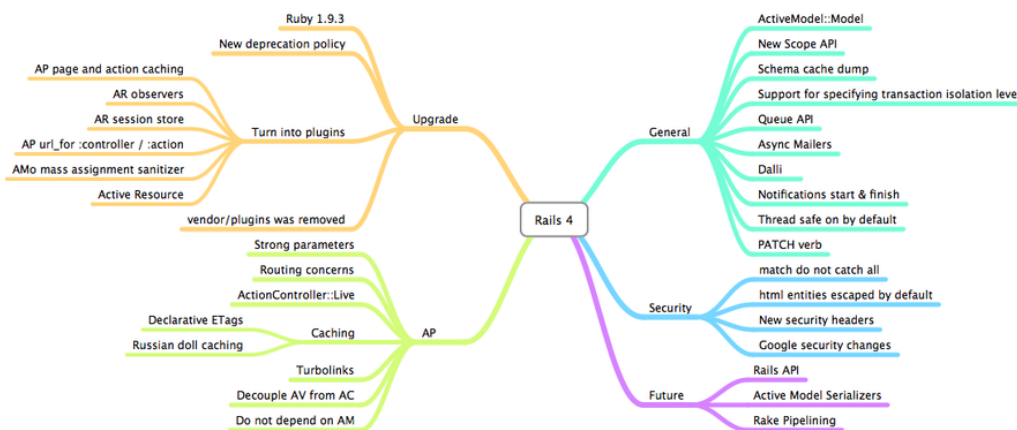 Ruby 1.9.3
New deprecation policy
AP page and action caching
AR observers
AR session store
AP url_for :controller / :action
AMo mass assignment sanitizer
Active Resource
Turn into plugins
vendor/plugins was removed
Upgrade
Strong parameters
Routing concerns
ActionController::Live
Declarative ETags
Russian doll caching
Caching
Turbolinks
Decouple AV from AC
Do not depend on AM
AP
Rails 4
General
ActiveModel::Model
New Scope API
Schema cache dump
Support for specifying transaction isolation leve
Queue API
Async Mailers
Dalli
Notifications start & finish
Thread safe on by default
PATCH verb
Security
match do not catch all
html entities escaped by default
New security headers
Google security changes
Future
Rails API
Active Model Serializers
Rake Pipelining